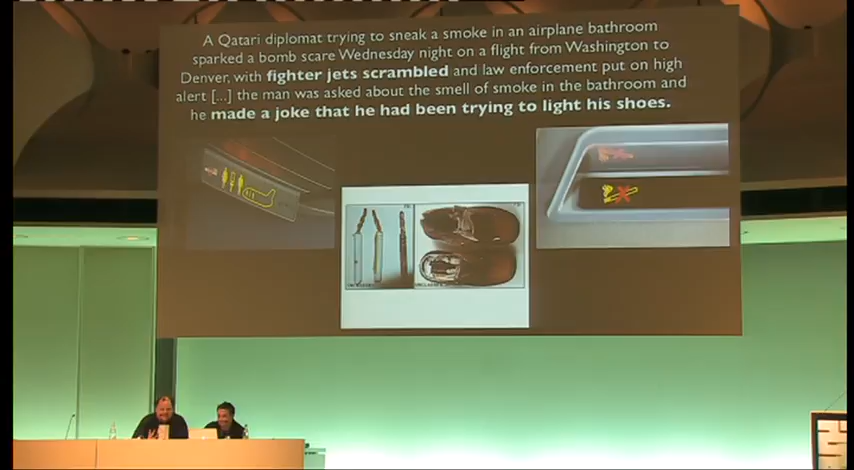 A Qatari diplomat trying to sneak a smoke in an airplane bathroom
sparked a bomb scare Wednesday night on a flight from Washington to
Denver, with fighter jets scrambled and law enforcement put on high
alert [...] the man was asked about the smell of smoke in the bathroom and
he made a joke that he had been trying to light his shoes.